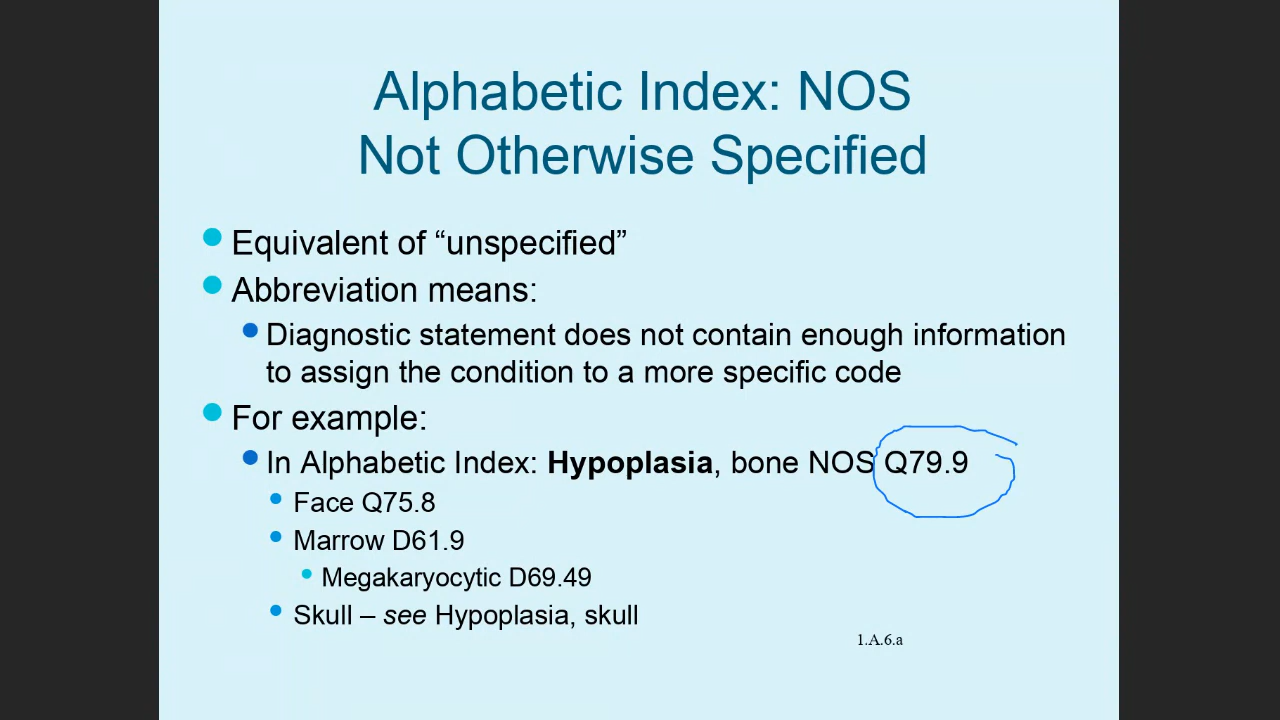 Alphabetic Index: NOS
Not Otherwise Specified
Equivalent of “unspecified”
Abbreviation means:
Diagnostic statement does not contain enough information
to assign the condition to a more specific code
For example:
In Alphabetic Index: Hypoplasia, bone NOS Q79.9
Face Q75.8
Marrow D61.9
Megakaryocytic D69.49
Skull – see Hypoplasia, skull
1.A.6.a